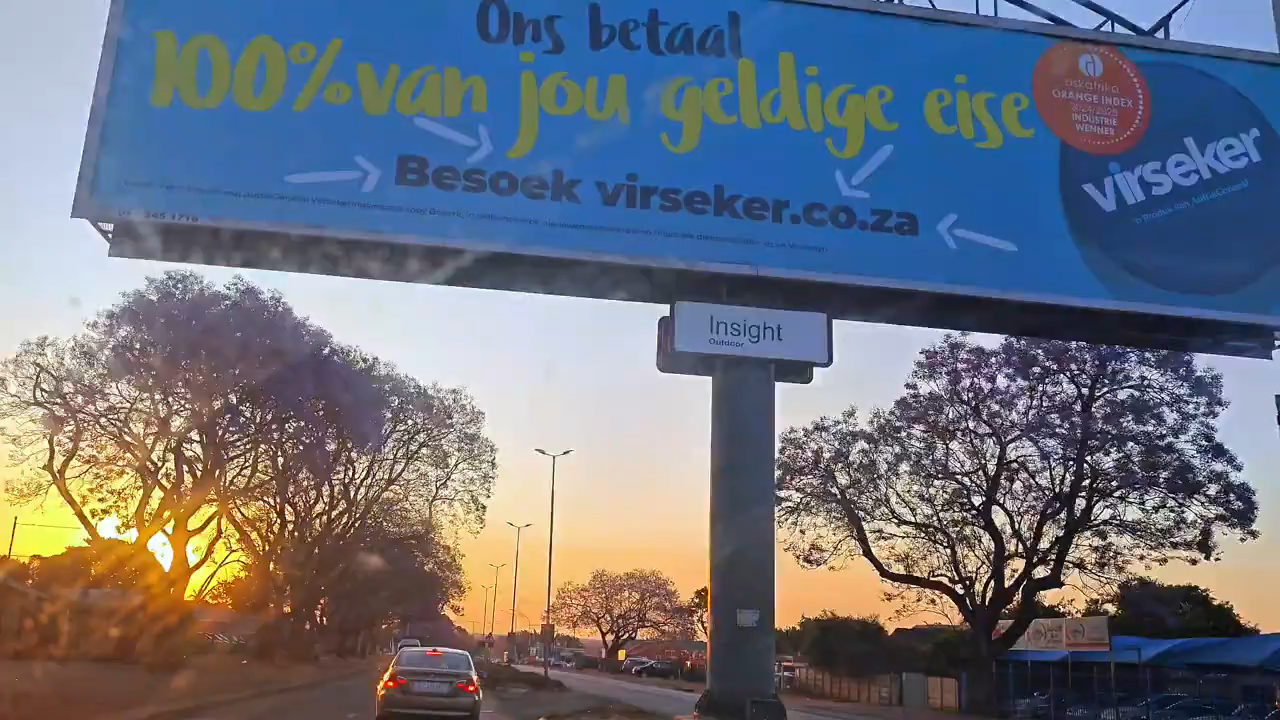 Ons betaal
100% van jou geldige eise
Besoek virseker.co.za
ORANGE INDEX
INDUSTRIE
WENNER
virseker
Insight
Outdoor